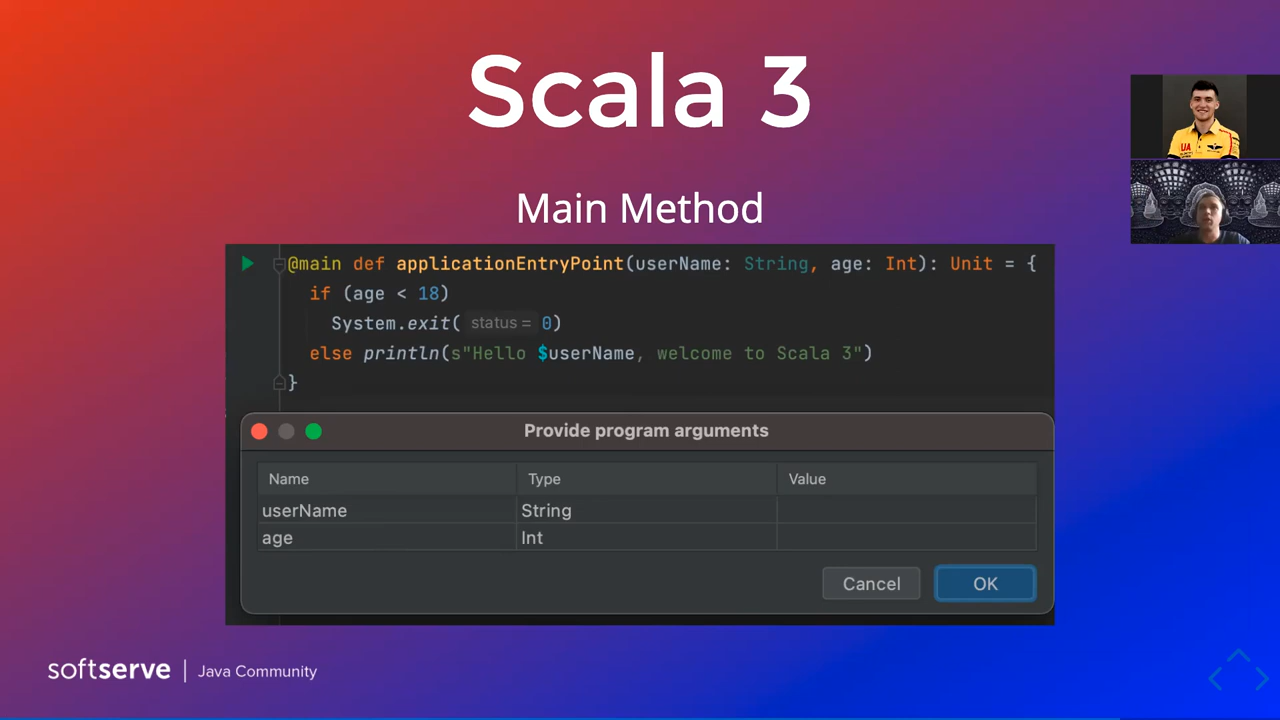 Scala 3
Main Method
@main def applicationEntryPoint(userName: String, age: Int): Unit = {
if (age < 18)
System.exit( status = 0)
else println(s"Hello $userName, welcome to Scala 3")
}
Provide program arguments
Name Type Value
userName String
age Int
Cancel OK
softserve | Java Community
UA